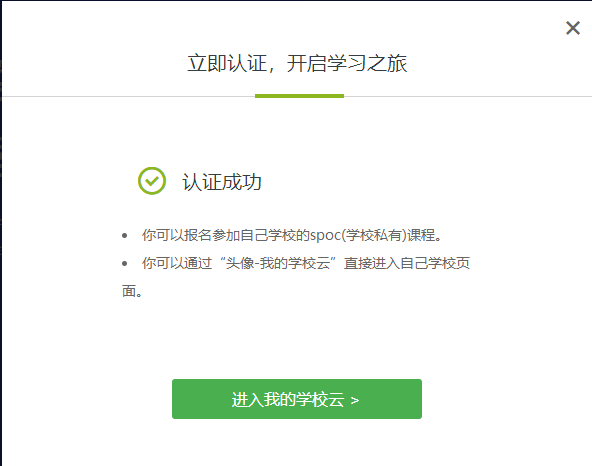 立即认证，开启学习之旅
认证成功
• 你可以报名参加自己学校的spoc(学校私有)课程。
• 你可以通过“头像-我的学校云”直接进入自己学校页
面。
进入我的学校云 >